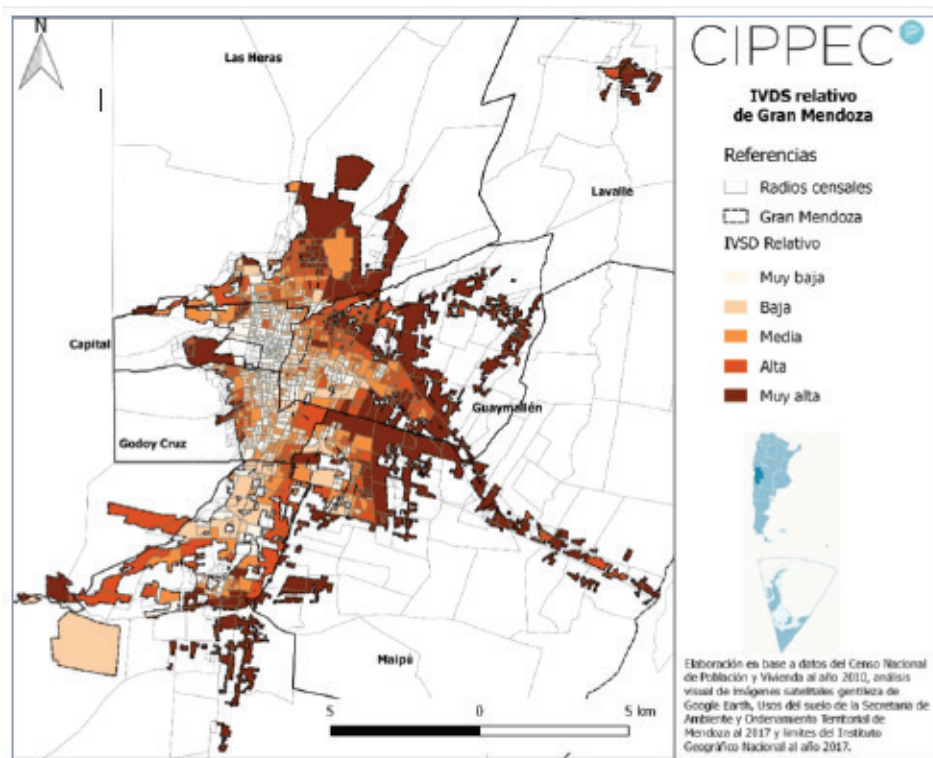 N
Las Heras
Lavalle
Capital
Guaymallén
Godoy Cruz
Maipú
5 0 5 km
CIPPEC
IVDS relativo
de Gran Mendoza
Referencias
Radios censales
Gran Mendoza
IVSD Relativo
Muy baja
Baja
Media
Alta
Muy alta
Elaboración en base a datos del Censo Nacional
de Población y Vivienda al año 2010, análisis
visual de imágenes satelitales gentileza de
Google Earth, Usos del suelo de la Secretaria de
Ambiente y Ordenamiento Territorial de
Mendoza al 2017 y limites del Instituto
Geográfico Nacional al año 2017.